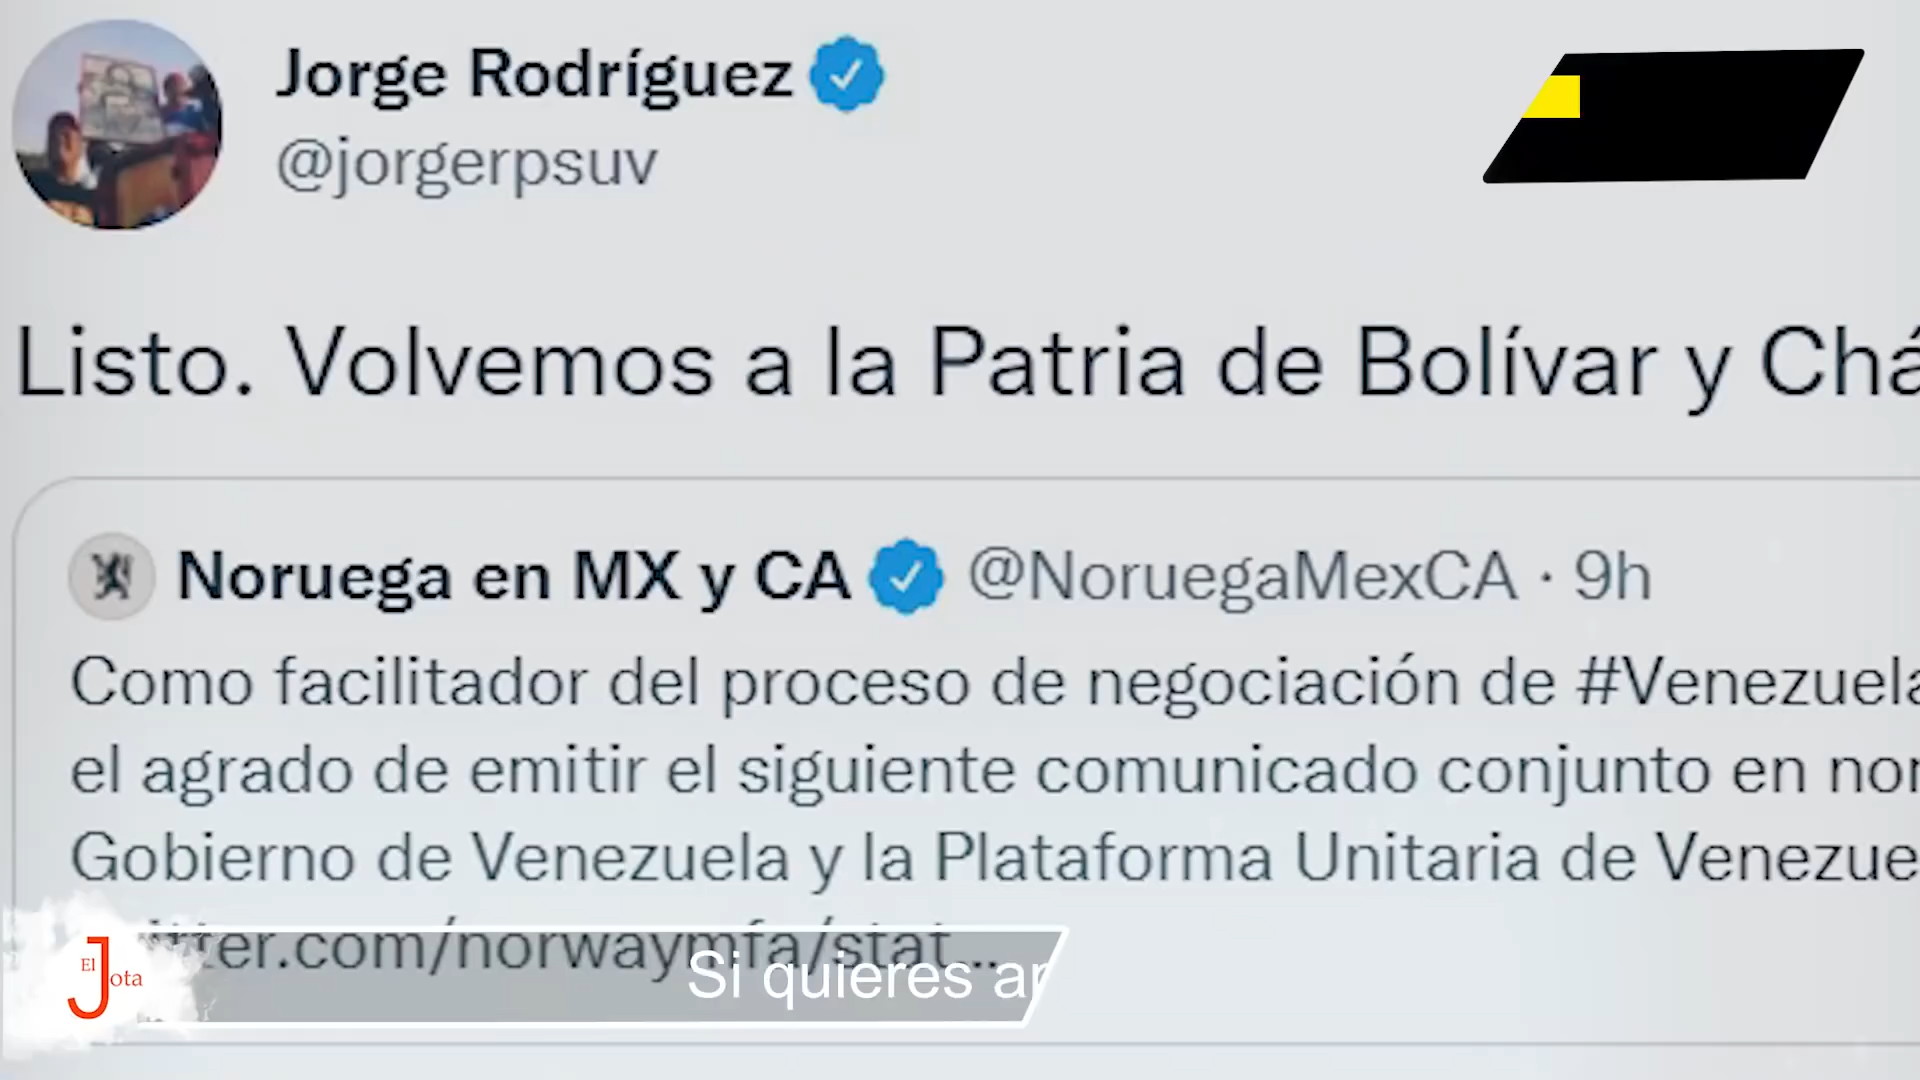 Jorge Rodríguez
@jorgerpsuv
Listo. Volvemos a la Patria de Bolívar y Chá
Noruega en MX y CA @NoruegaMexCA · 9h
Como facilitador del proceso de negociación de #Venezuela
el agrado de emitir el siguiente comunicado conjunto en nor
Gobierno de Venezuela y la Plataforma Unitaria de Venezue
itter.com/norwaymfa/stat...
El Jota
Si quieres ap